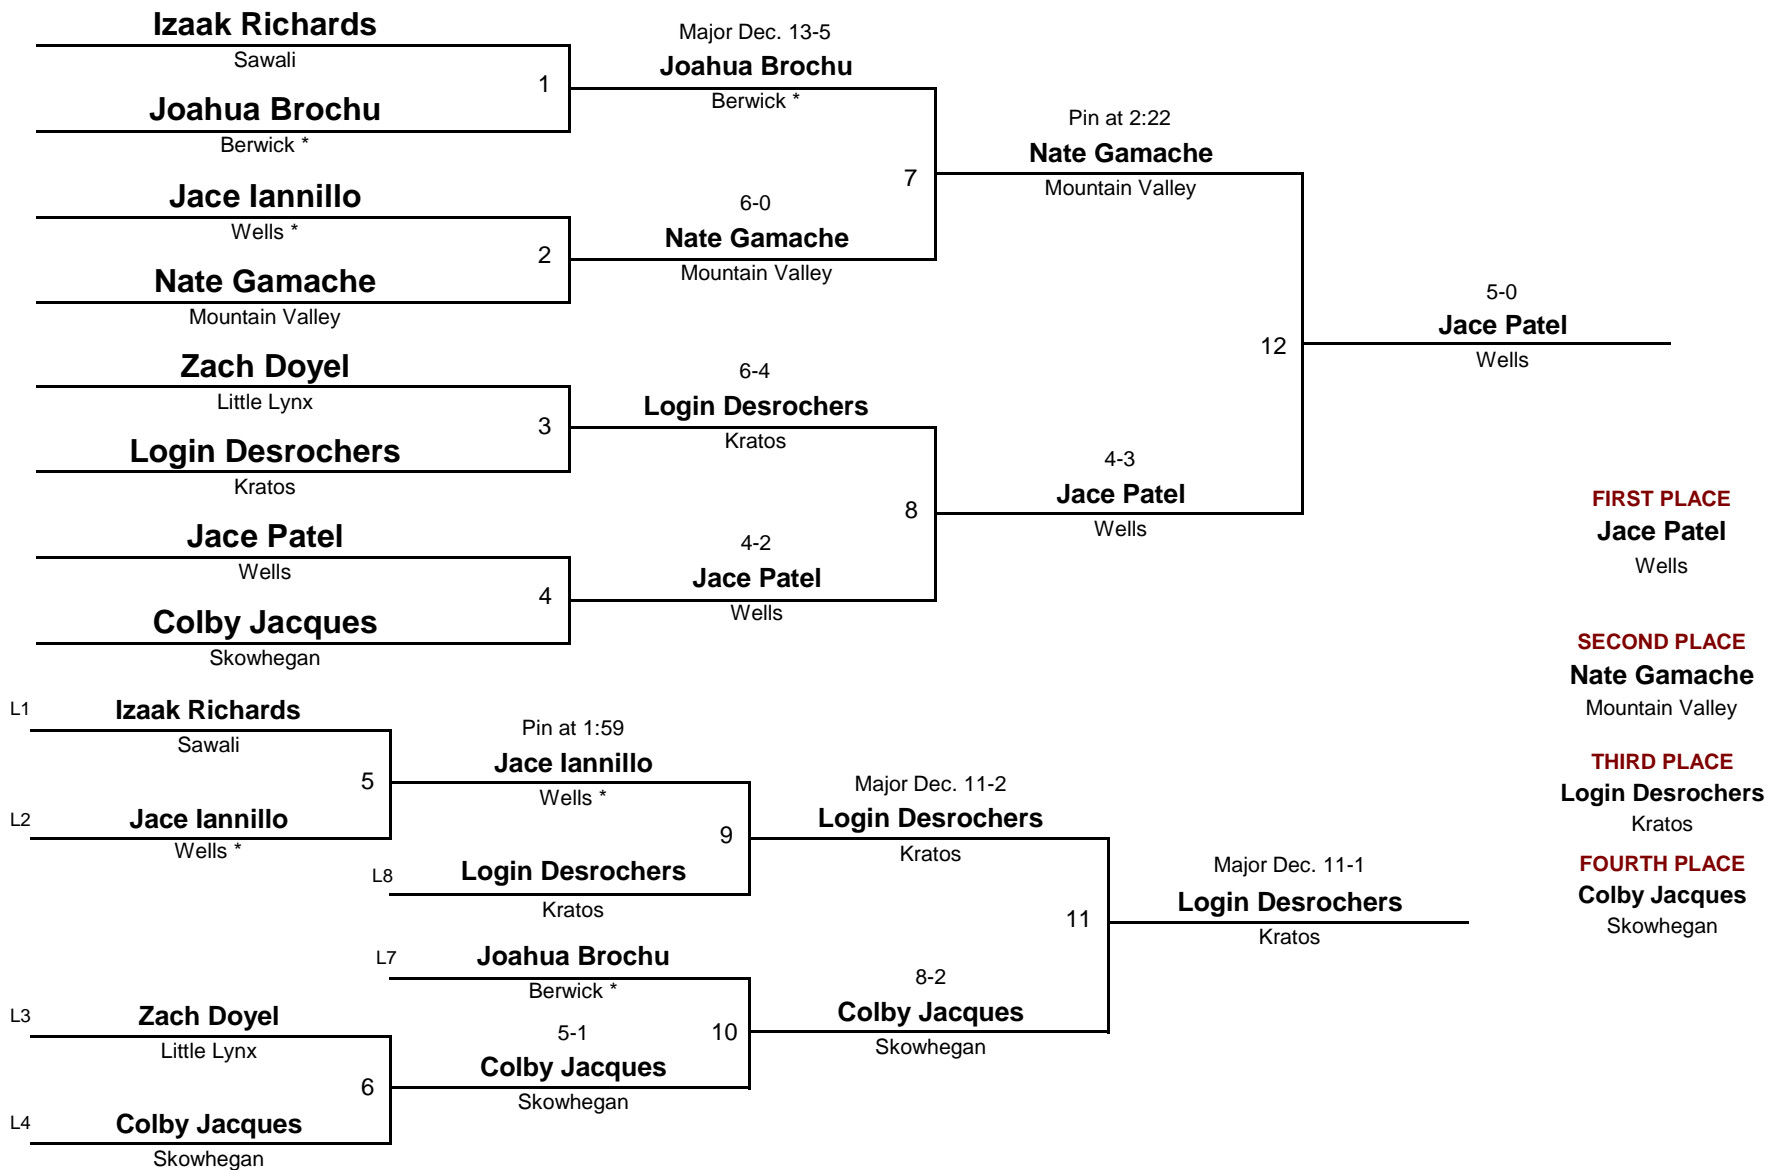 Izaak Richards
Sawali
1
Joahua Brochu
Berwick *
Major Dec. 13-5
Joahua Brochu
Berwick *
Jace Iannillo
Wells *
2
Nate Gamache
Mountain Valley
6-0
Nate Gamache
Mountain Valley
7
Pin at 2:22
Nate Gamache
Mountain Valley
Zach Doyel
Little Lynx
3
Login Desrochers
Kratos
6-4
Login Desrochers
Kratos
Jace Patel
Wells
4
Colby Jacques
Skowhegan
4-2
Jace Patel
Wells
8
4-3
Jace Patel
Wells
12
5-0
Jace Patel
Wells
FIRST PLACE
Jace Patel
Wells
SECOND PLACE
Nate Gamache
Mountain Valley
THIRD PLACE
Login Desrochers
Kratos
FOURTH PLACE
Colby Jacques
Skowhegan
L1
Izaak Richards
Sawali
5
L2
Jace Iannillo
Wells *
Pin at 1:59
Jace Iannillo
Wells *
9
L8
Login Desrochers
Kratos
Major Dec. 11-2
Login Desrochers
Kratos
L7
Joahua Brochu
Berwick *
10
L3
Zach Doyel
Little Lynx
6
L4
Colby Jacques
Skowhegan
5-1
Colby Jacques
Skowhegan
8-2
Colby Jacques
Skowhegan
11
Major Dec. 11-1
Login Desrochers
Kratos